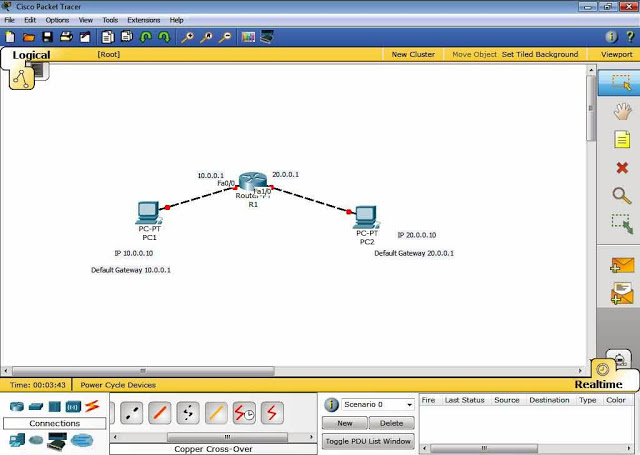 Cisco Packet Tracer
File Edit Options View Tools Extensions Help
Logical [Root] New Cluster Move Object Set Tiled Background Viewport
10.0.0.1 20.0.0.1
Fa0/0
Fa1/0
R1
PC-PT
PC1
PC-PT
PC2
IP 10.0.0.10
Default Gateway 10.0.0.1
IP 20.0.0.10
Default Gateway 20.0.0.1
Time: 00:03:43 Power Cycle Devices Realtime
Connections
Copper Cross-Over
Scenario 0
New Delete
Toggle PDU List Window
Fire Last Status Source Destination Type Color